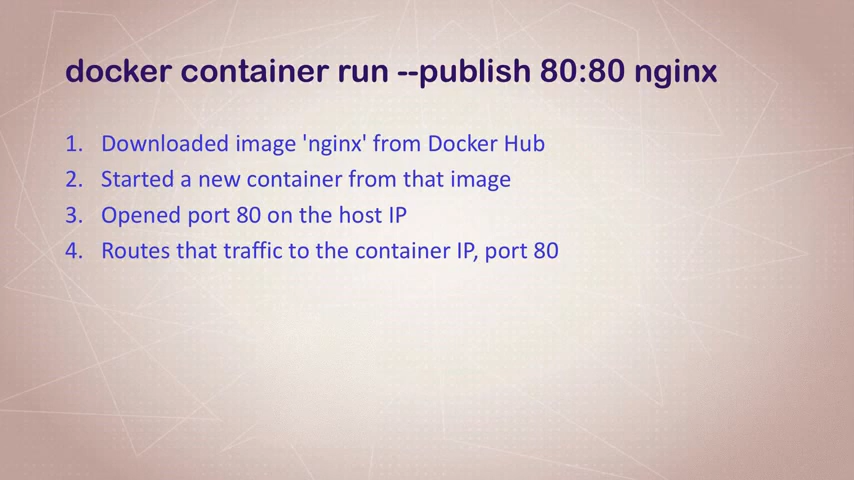 docker container run --publish 80:80 nginx
1. Downloaded image 'nginx' from Docker Hub
2. Started a new container from that image
3. Opened port 80 on the host IP
4. Routes that traffic to the container IP, port 80